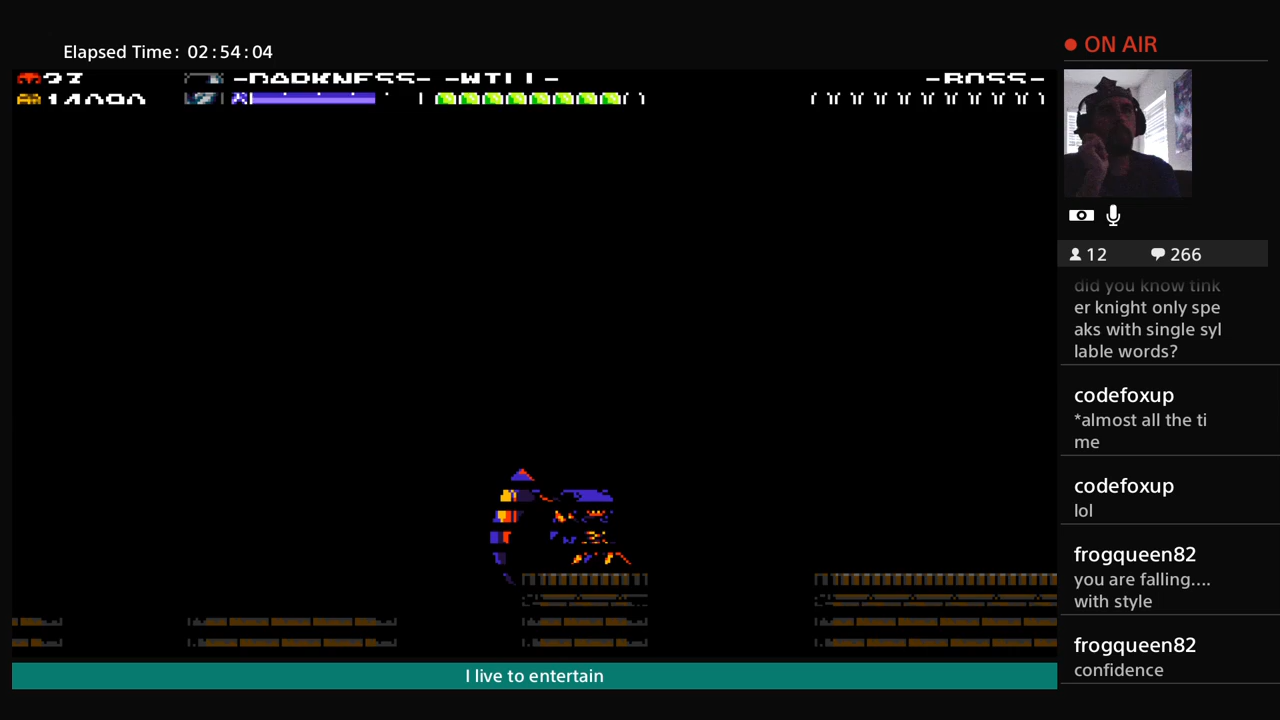 Elapsed Time: 02:54:04
ON AIR
-DARKNESS- -WILL-
-BOSS-
12 266
did you know tink
er knight only spe
aks with single syl
lable words?
codefoxup
*almost all the ti
me
codefoxup
lol
frogqueen82
you are falling....
with style
frogqueen82
confidence
I live to entertain